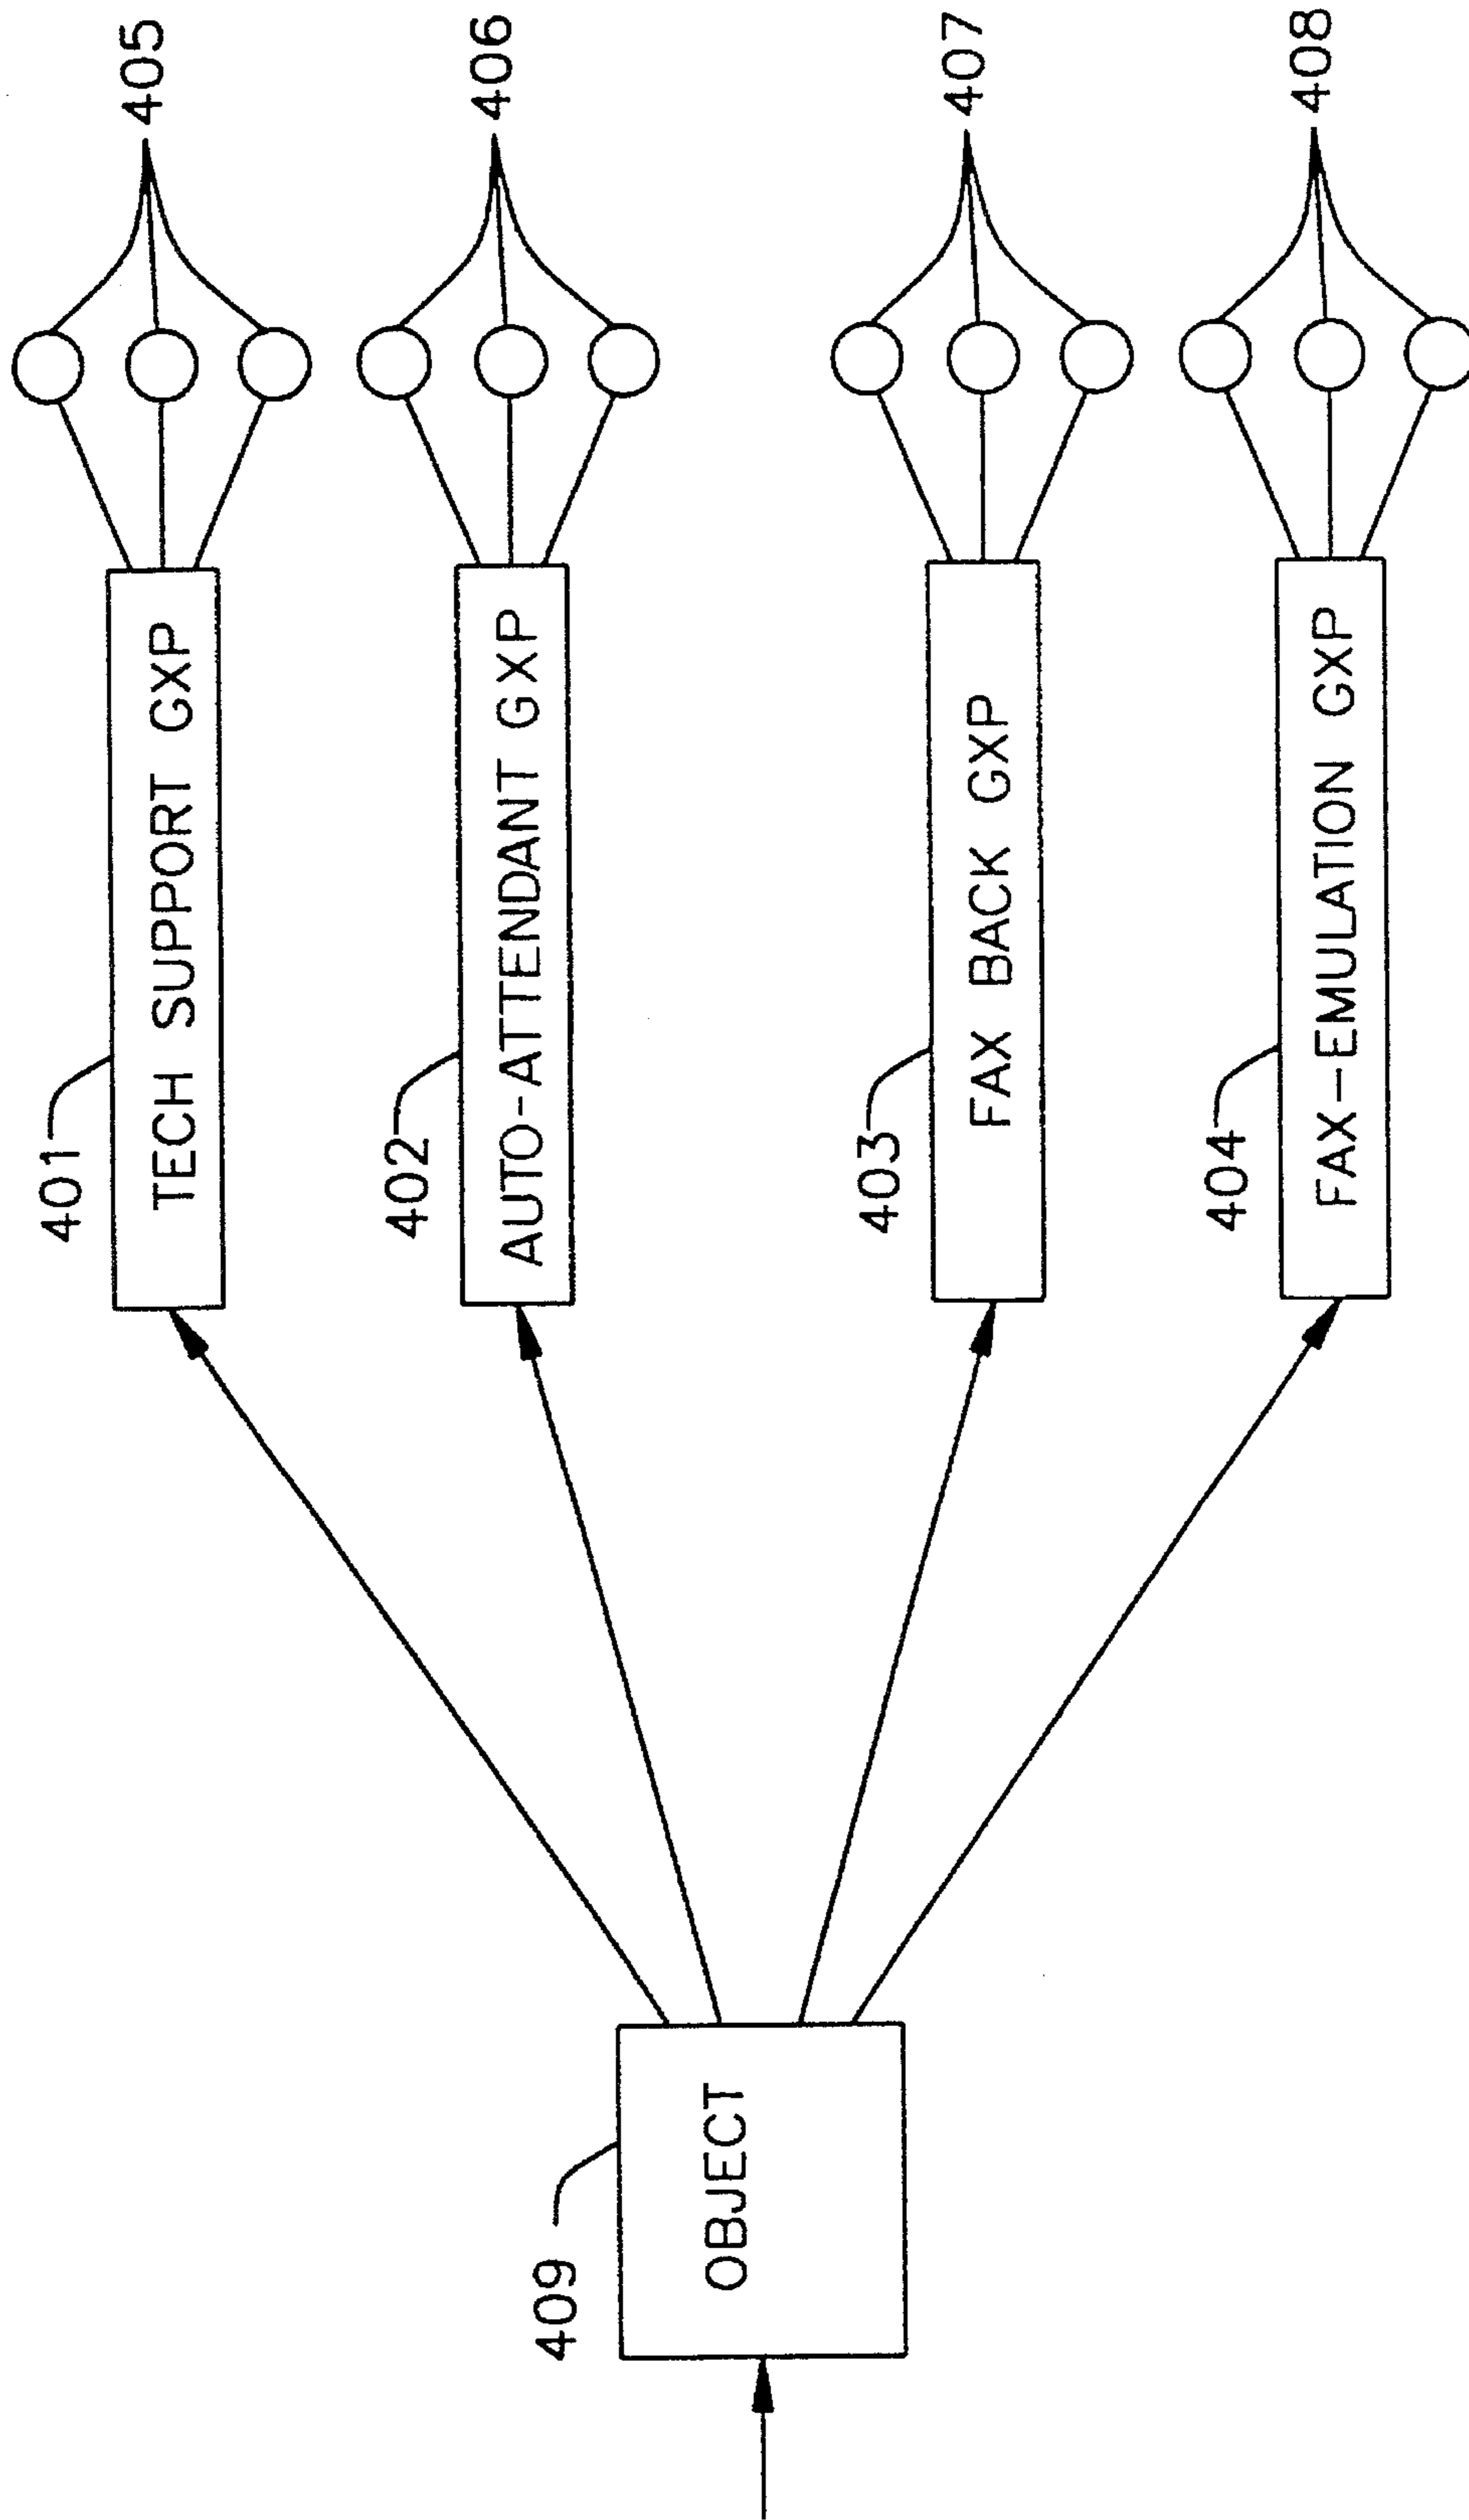 401
TECH SUPPORT GXP
405
402
AUTO-ATTENDANT GXP
406
409
OBJECT
403
FAX BACK GXP
407
404
FAX-EMULATION GXP
408